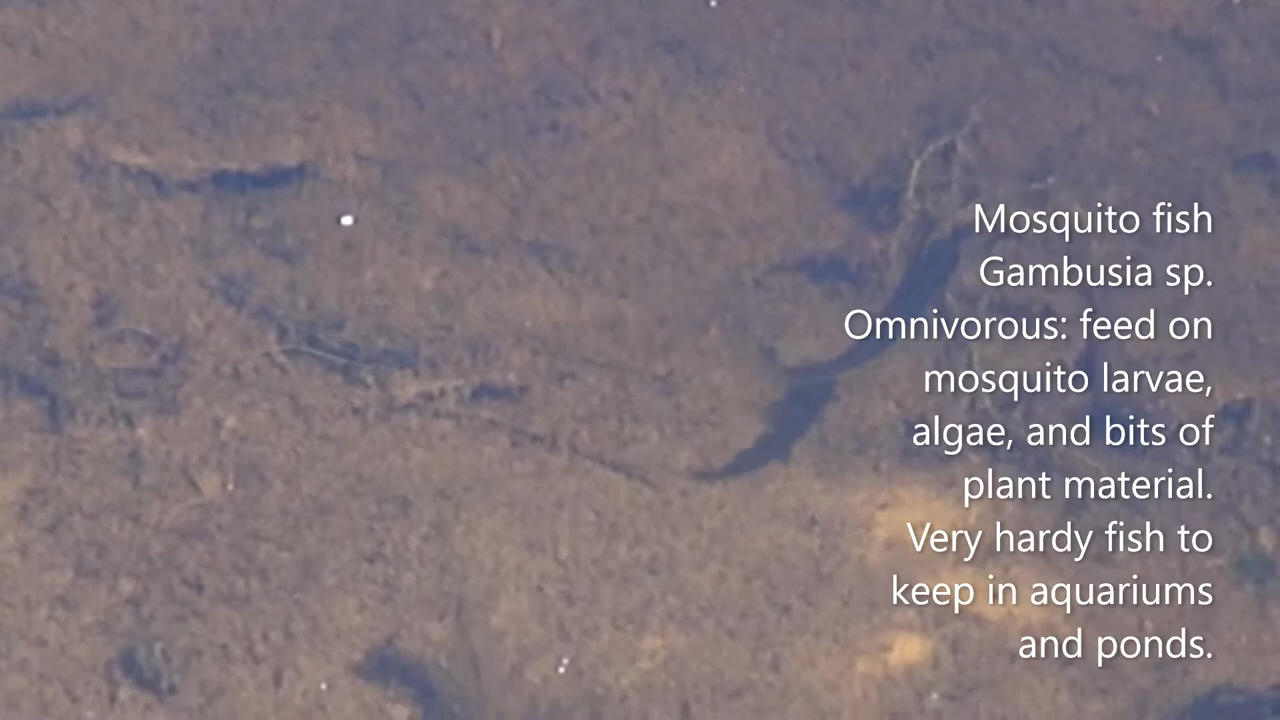 Mosquito fish
Gambusia sp.
Omnivorous: feed on
mosquito larvae,
algae, and bits of
plant material.
Very hardy fish to
keep in aquariums
and ponds.